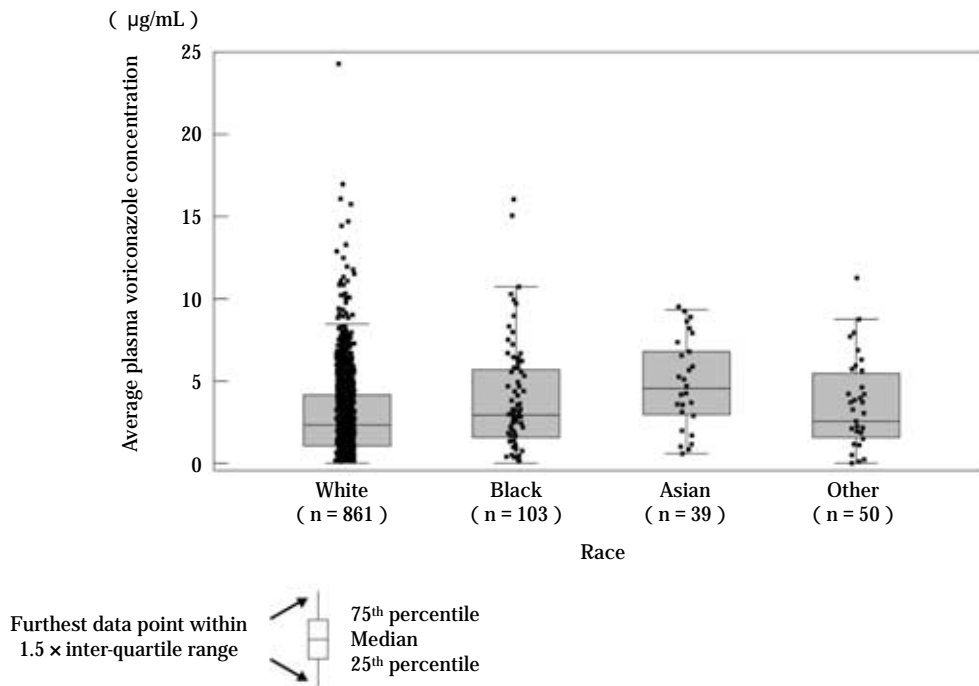 ( μg/mL)
Average plasma voriconazole concentration
25
20
15
10
5
0
White
Black
Asian
Other
( n = 861 )
( n = 103 )
( n = 39 )
( n = 50 )
Race
Furthest data point within
1.5 × inter-quartile range
75th percentile
Median
25th percentile